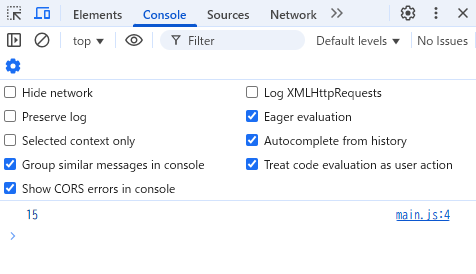 Elements Console Sources Network
top Filter Default levels No Issues
Hide network Log XMLHttpRequests
Preserve log Eager evaluation
Selected context only Autocomplete from history
Group similar messages in console Treat code evaluation as user action
Show CORS errors in console
15 main.js:4